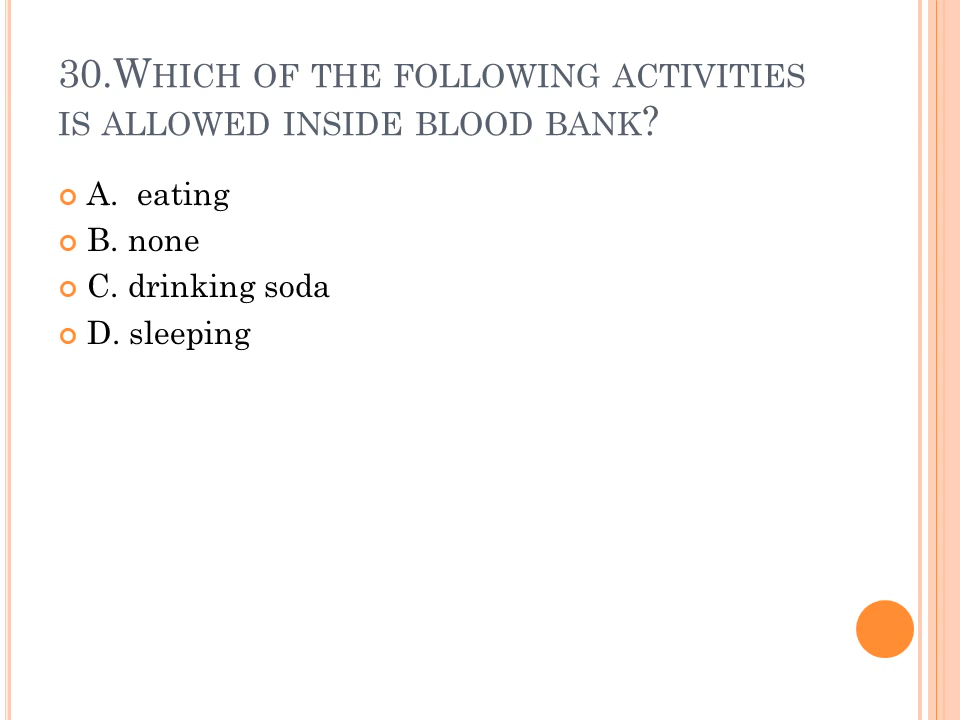 30.Which of the following activities
is allowed inside blood bank?
A. eating
B. none
C. drinking soda
D. sleeping